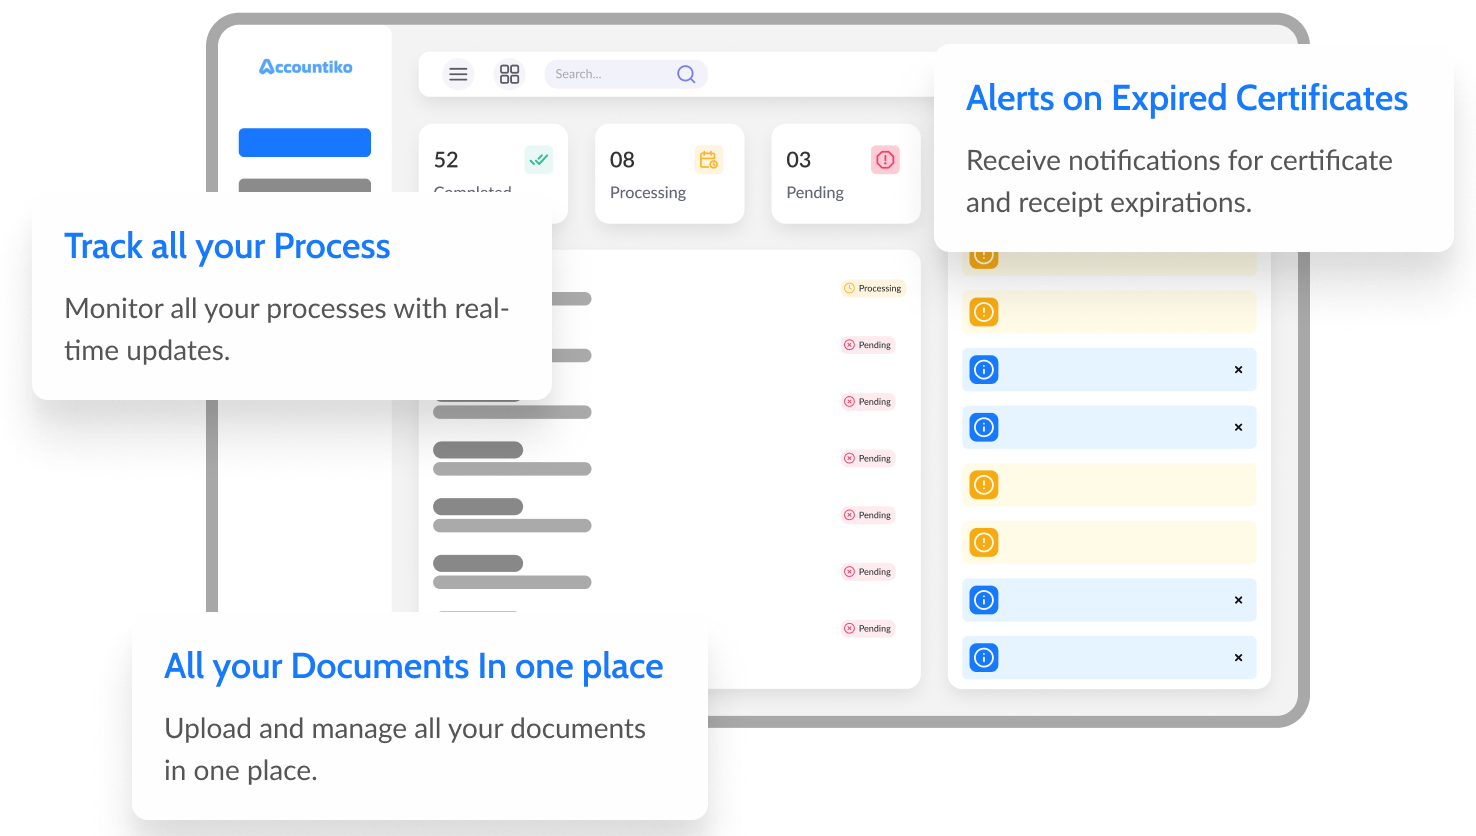 Accountiko
Search...
Alerts on Expired Certificates
Receive notifications for certificate
and receipt expirations.
52
Completed
08
Processing
03
Pending
Track all your Process
Monitor all your processes with real-
time updates.
Processing
Pending
Pending
Pending
Pending
Pending
Pending
All your Documents In one place
Upload and manage all your documents
in one place.